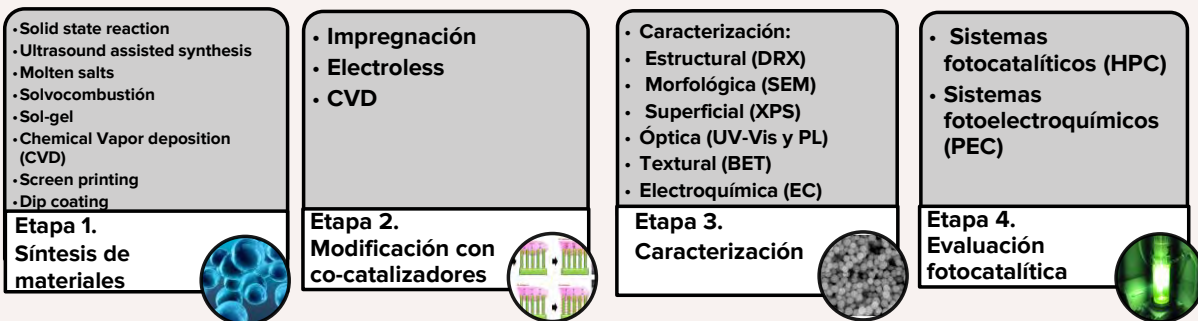 • Solid state reaction
• Ultrasound assisted synthesis
• Molten salts
• Solvocombustión
• Sol-gel
• Chemical Vapor deposition
(CVD)
• Screen printing
• Dip coating
Etapa 1.
Síntesis de
materiales
• Impregnación
• Electroless
• CVD
Etapa 2.
Modificación con
co-catalizadores
• Caracterización:
• Estructural (DRX)
• Morfológica (SEM)
• Superficial (XPS)
• Óptica (UV-Vis y PL)
• Textural (BET)
• Electroquímica (EC)
Etapa 3.
Caracterización
• Sistemas
fotocatalíticos (HPC)
• Sistemas
fotoelectroquímicos
(PEC)
Etapa 4.
Evaluación
fotocatalítica